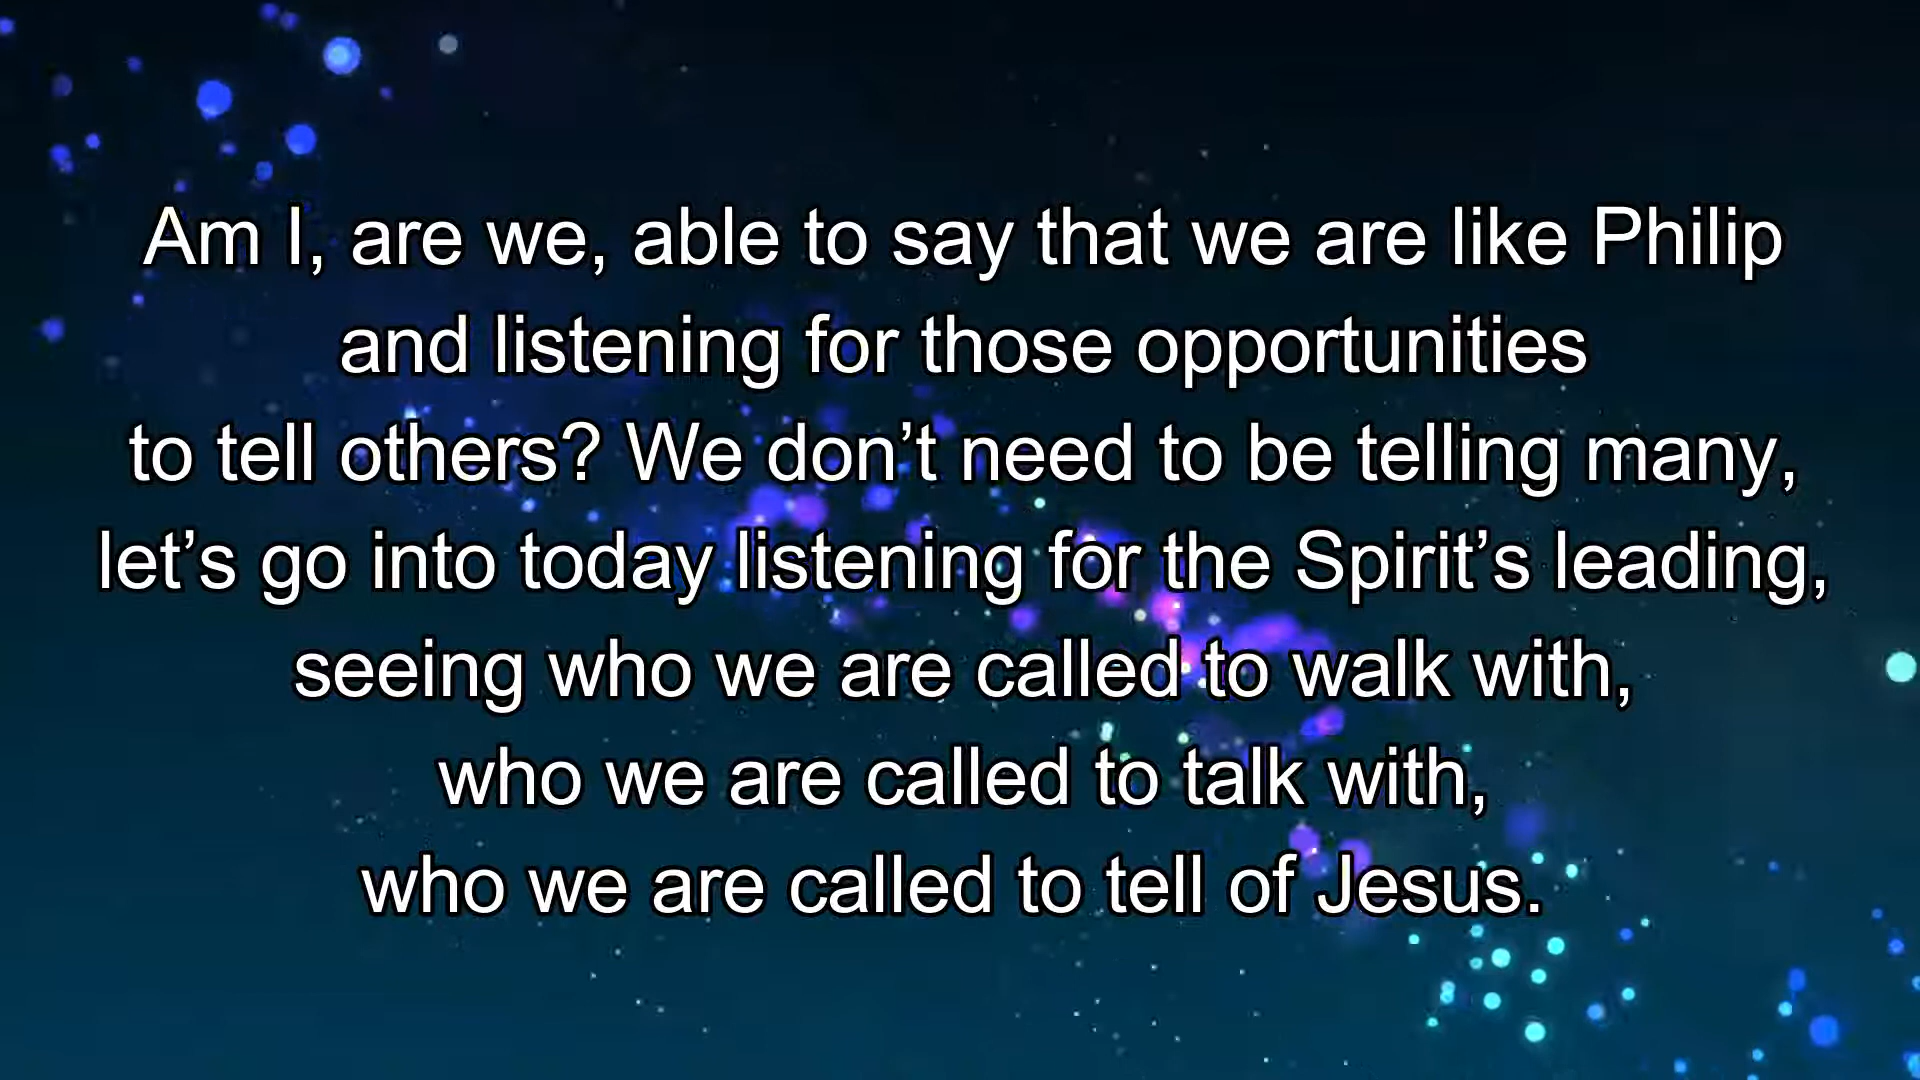 Am I, are we, able to say that we are like Philip
and listening for those opportunities
to tell others? We don’t need to be telling many,
let’s go into today listening for the Spirit’s leading,
seeing who we are called to walk with,
who we are called to talk with,
who we are called to tell of Jesus.